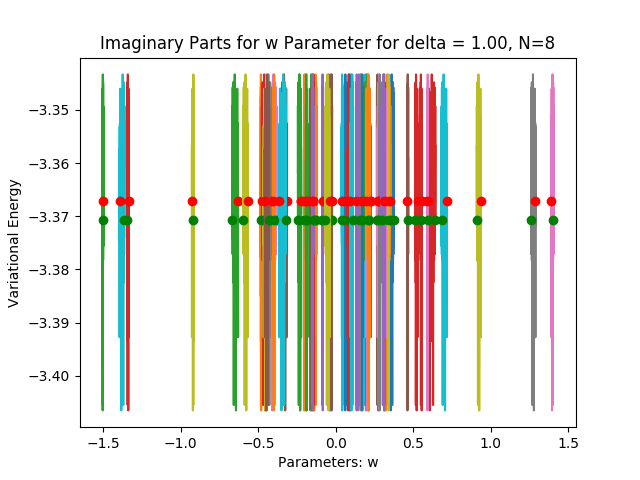 Imaginary Parts for w Parameter for delta = 1.00, N=8
−3.35
−3.36
−3.37
−3.38
−3.39
−3.40
Variational Energy
−1.5 −1.0 −0.5 0.0 0.5 1.0 1.5
Parameters: w